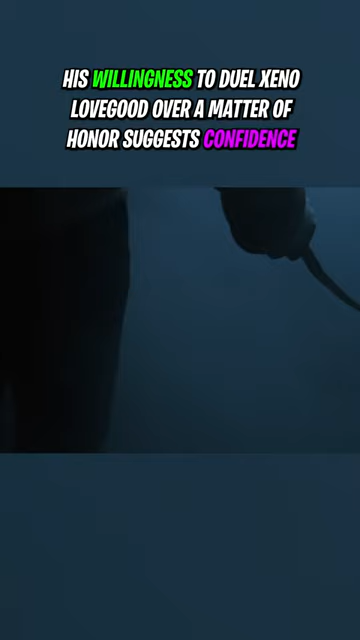 HIS WILLINGNESS TO DUEL XENO
LOVEGOOD OVER A MATTER OF
HONOR SUGGESTS CONFIDENCE